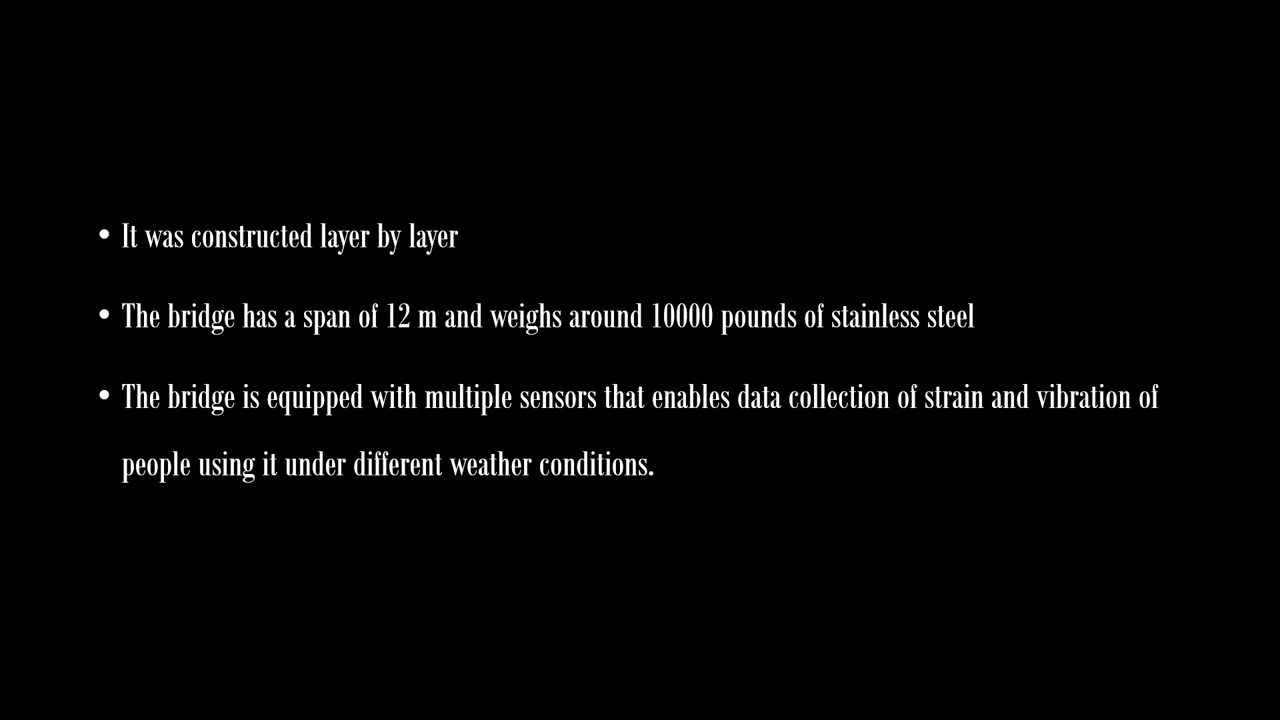 • It was constructed layer by layer
• The bridge has a span of 12 m and weighs around 10000 pounds of stainless steel
• The bridge is equipped with multiple sensors that enables data collection of strain and vibration of
people using it under different weather conditions.